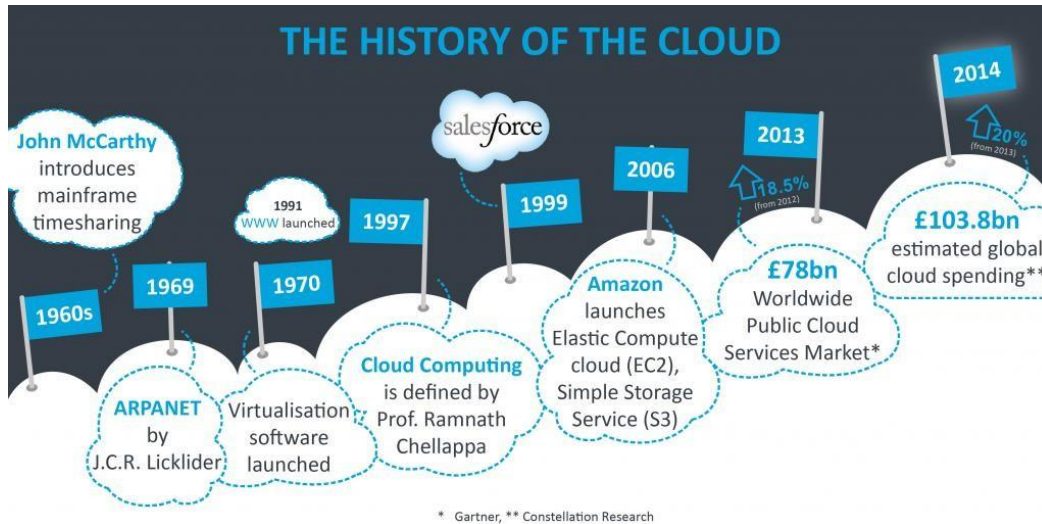 THE HISTORY OF THE CLOUD
John McCarthy
introduces
mainframe
timesharing
1960s
1969
ARPANET
by
J.C.R. Licklider
1970
Virtualisation
software
launched
1991
WWW launched
1997
Cloud Computing
is defined by
Prof. Ramnath
Chellappa
salesforce
1999
2006
Amazon
launches
Elastic Compute
cloud (EC2),
Simple Storage
Service (S3)
2013
18.5%
(from 2012)
£78bn
Worldwide
Public Cloud
Services Market*
2014
20%
(from 2013)
£103.8bn
estimated global
cloud spending**
* Gartner, ** Constellation Research